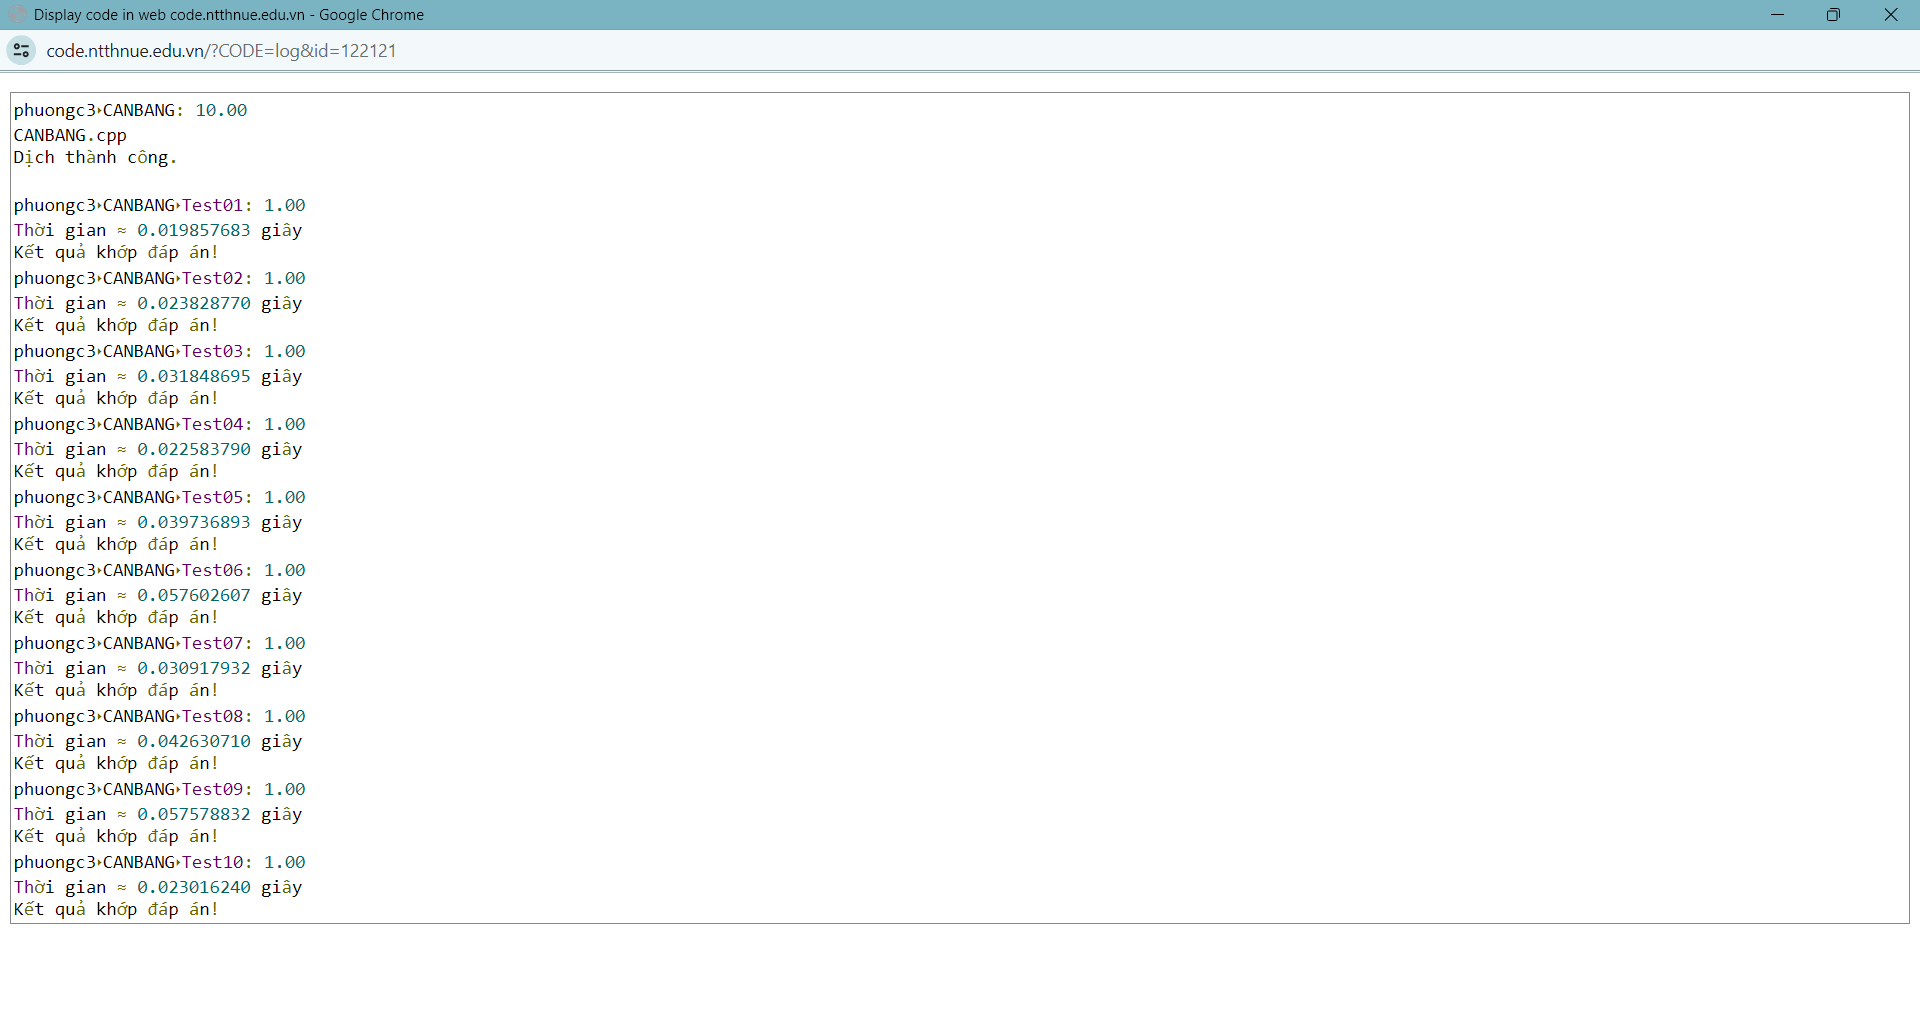 Display code in web code.ntthnue.edu.vn - Google Chrome
code.ntthnue.edu.vn/?CODE=log&id=122121
phuongc3‣CANBANG: 10.00
CANBANG.cpp
Dịch thành công.
phuongc3‣CANBANG‣Test01: 1.00
Thời gian ≈ 0.019857683 giây
Kết quả khớp đáp án!
phuongc3‣CANBANG‣Test02: 1.00
Thời gian ≈ 0.023828770 giây
Kết quả khớp đáp án!
phuongc3‣CANBANG‣Test03: 1.00
Thời gian ≈ 0.031848695 giây
Kết quả khớp đáp án!
phuongc3‣CANBANG‣Test04: 1.00
Thời gian ≈ 0.022583790 giây
Kết quả khớp đáp án!
phuongc3‣CANBANG‣Test05: 1.00
Thời gian ≈ 0.039736893 giây
Kết quả khớp đáp án!
phuongc3‣CANBANG‣Test06: 1.00
Thời gian ≈ 0.057602607 giây
Kết quả khớp đáp án!
phuongc3‣CANBANG‣Test07: 1.00
Thời gian ≈ 0.030917932 giây
Kết quả khớp đáp án!
phuongc3‣CANBANG‣Test08: 1.00
Thời gian ≈ 0.042630710 giây
Kết quả khớp đáp án!
phuongc3‣CANBANG‣Test09: 1.00
Thời gian ≈ 0.057578832 giây
Kết quả khớp đáp án!
phuongc3‣CANBANG‣Test10: 1.00
Thời gian ≈ 0.023016240 giây
Kết quả khớp đáp án!